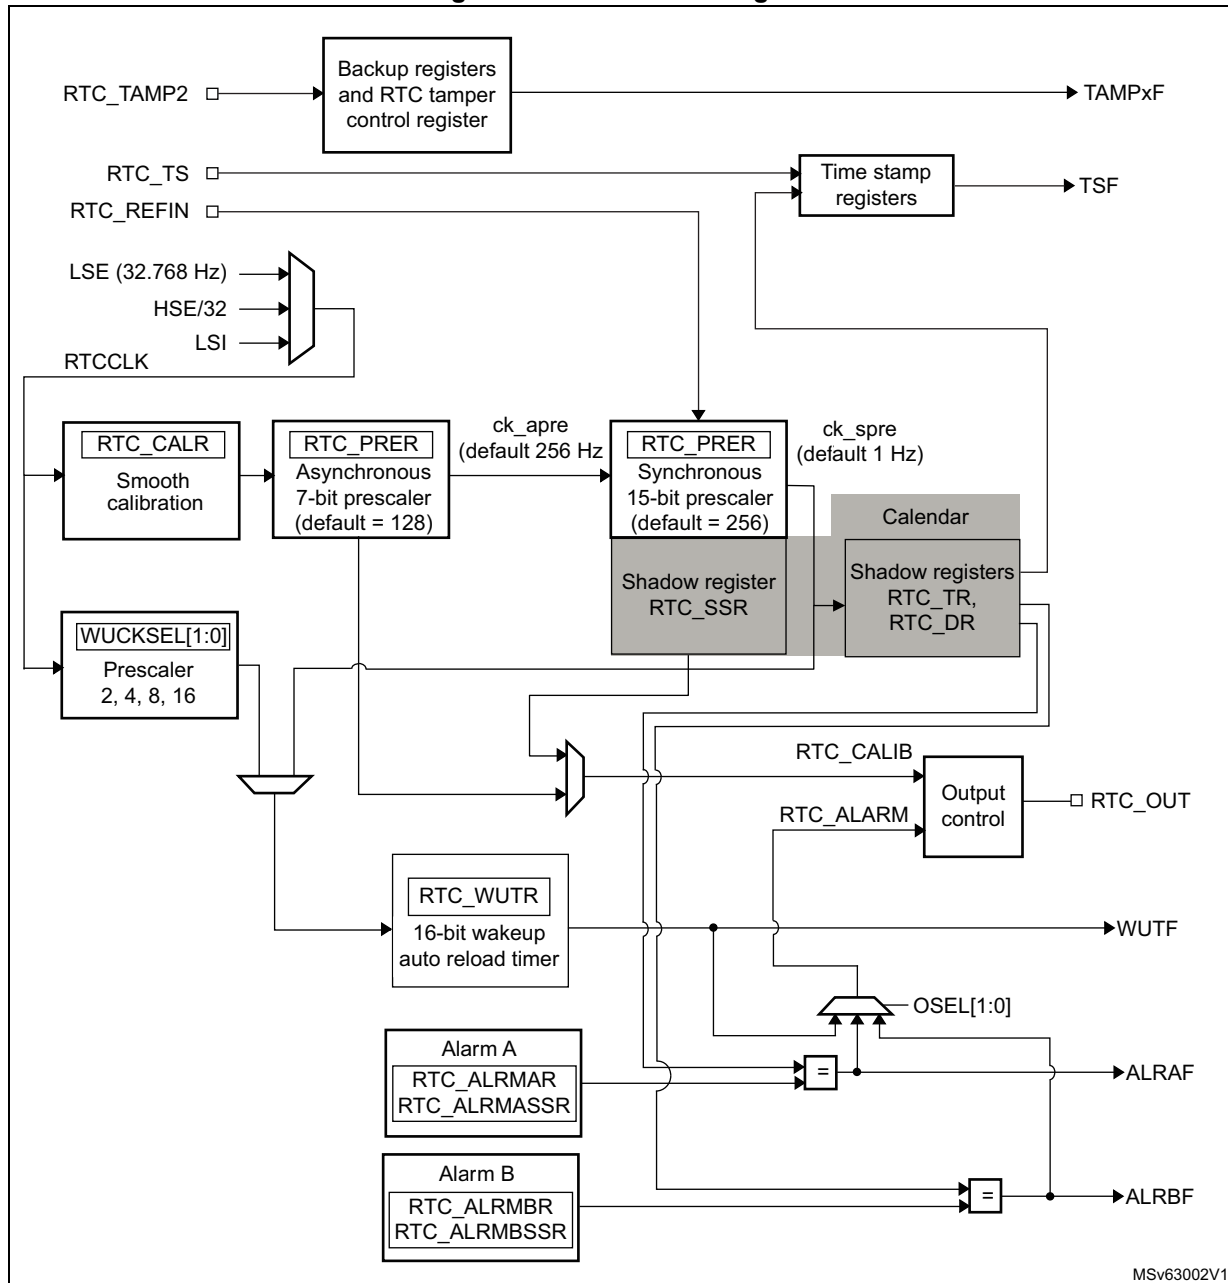 RTC_TAMP2
Backup registers
and RTC tamper
control register
TAMPxF
RTC_TS
Time stamp
registers
TSF
RTC_REFIN
LSE (32.768 Hz)
HSE/32
LSI
RTCCLK
RTC_CALR
Smooth
calibration
RTC_PRER
Asynchronous
7-bit prescaler
(default = 128)
ck_apre
(default 256 Hz
RTC_PRER
Synchronous
15-bit prescaler
(default = 256)
ck_spre
(default 1 Hz)
Calendar
Shadow register
RTC_SSR
Shadow registers
RTC_TR,
RTC_DR
WUCKSEL[1:0]
Prescaler
2, 4, 8, 16
RTC_CALIB
RTC_ALARM
Output
control
RTC_OUT
RTC_WUTR
16-bit wakeup
auto reload timer
WUTF
OSEL[1:0]
Alarm A
RTC_ALRMAR
RTC_ALRMASSR
=
ALRAF
Alarm B
RTC_ALRMBR
RTC_ALRMBSSR
=
ALRBF
MSv63002V1